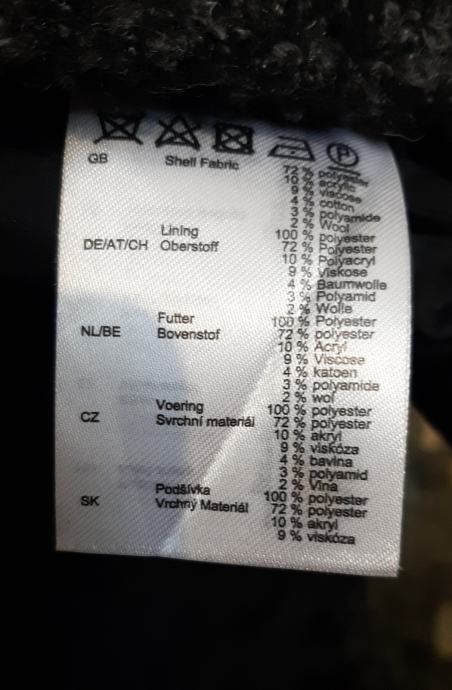 P
GB Shell Fabric 72 % polyester
10 % acrylic
9 % viscose
4 % cotton
3 % polyamide
2 % Wool
Lining 100 % polyester
DE/AT/CH Oberstoff 72 % Polyester
10 % Polyacryl
9 % Viskose
4 % Baumwolle
3 % Polyamid
2 % Wolle
Futter 100 % Polyester
NL/BE Bovenstof 72 % polyester
10 % Acryl
9 % Viscose
4 % katoen
3 % polyamide
2 % wol
Voering 100 % polyester
CZ Svrchní materiál 72 % polyester
10 % akryl
9 % viskóza
4 % bavlna
3 % polyamid
2 % Vlna
Podšívka 100 % polyester
SK Vrchný Materiál 72 % polyester
10 % akryl
9 % viskóza